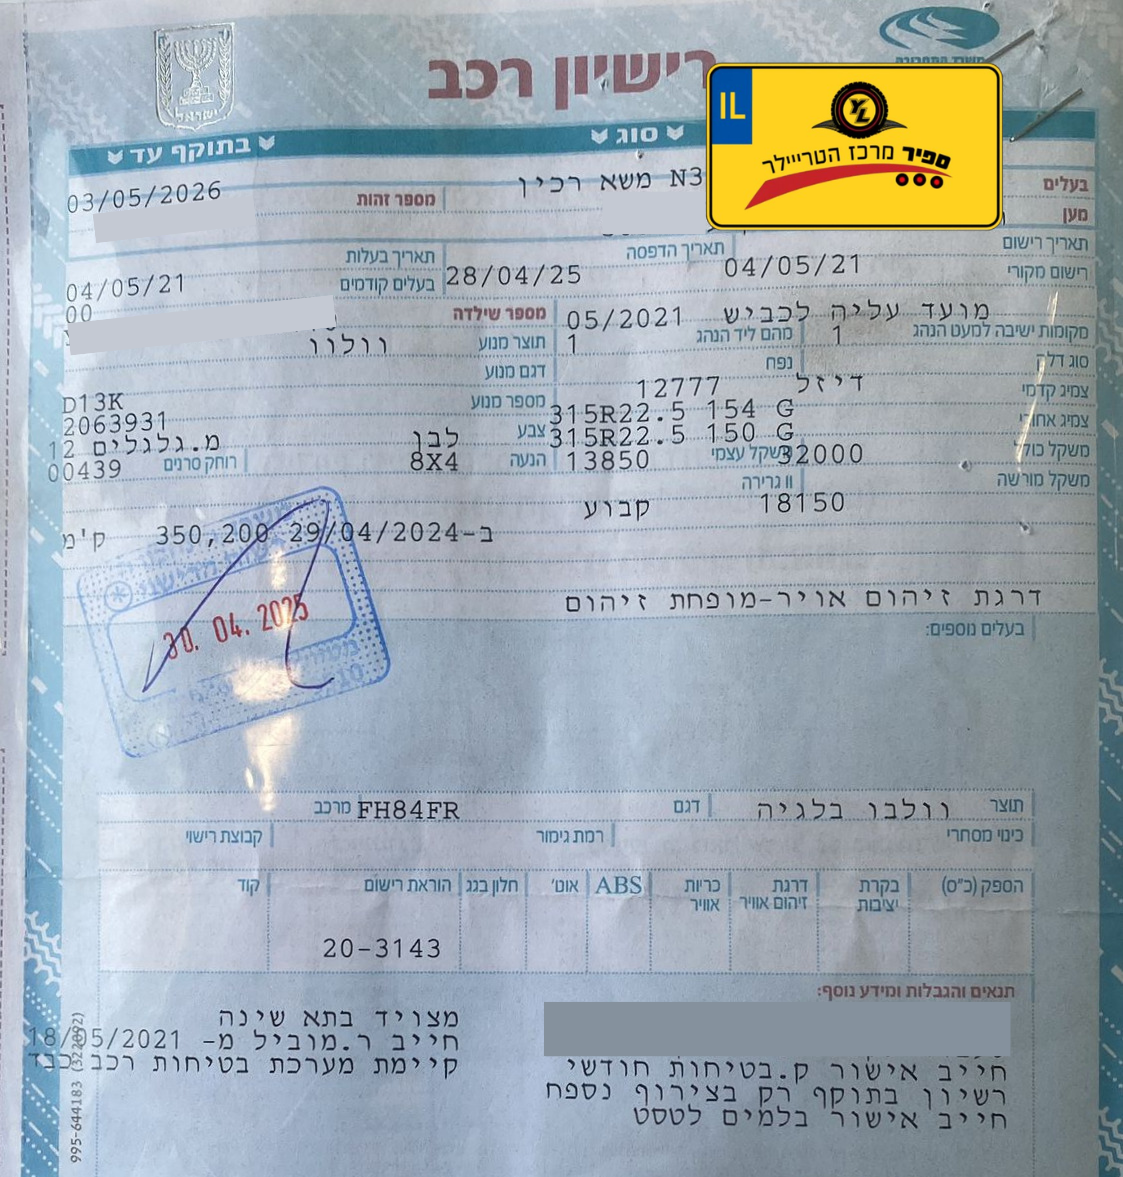 ישראל
רישיון רכב
סוג
בתוקף עד
IL
YL
ספיר מרכז הטרייילר
בעלים
N3 משא רכין
03/05/2026
מען
מספר זהות
תאריך רישום
תאריך הדפסה
תאריך בעלות
רישום מקורי
04/05/21
28/04/25
בעלים קודמים
04/05/21
00
מועד עליה לכביש 05/2021
מספר שילדה
מקומות ישיבה למעט הנהג 1
מהם ליד הנהג 1
תוצר מנוע וולוו
סוג דלק דיזל
נפח 12777
דגם מנוע D13K
צמיג קדמי 315R22.5 154 G
מספר מנוע 2063931
צמיג אחורי 315R22.5 150 G
צבע לבן
מ.גלגלים 12
משקל כולל 32000
משקל עצמי 13850
הנעה 8X4
רוחק סרנים 00439
משקל מורשה 18150
וו גרירה קבוע
ב-29/04/2024 350,200 ק'מ
דרגת זיהום אויר-מופחת זיהום
30. 04. 2025
בעלים נוספים:
תוצר וולבו בלגיה
דגם FH84FR
מרכב
כינוי מסחרי
רמת גימור
קבוצת רישוי
הספק (כ"ס)
בקרת יציבות
דרגת זיהום אוויר
כריות אוויר
ABS
אוט'
חלון בגג
הוראת רישום
קוד
20-3143
תנאים והגבלות ומידע נוסף:
חייב אישור ק.בטיחות חודשי
רשיון בתוקף רק בצירוף נספח
חייב אישור בלמים לטסט
מצויד בתא שינה
חייב ר.מוביל מ- 18/05/2021
קיימת מערכת בטיחות רכב כבד
995-644183 (322092)